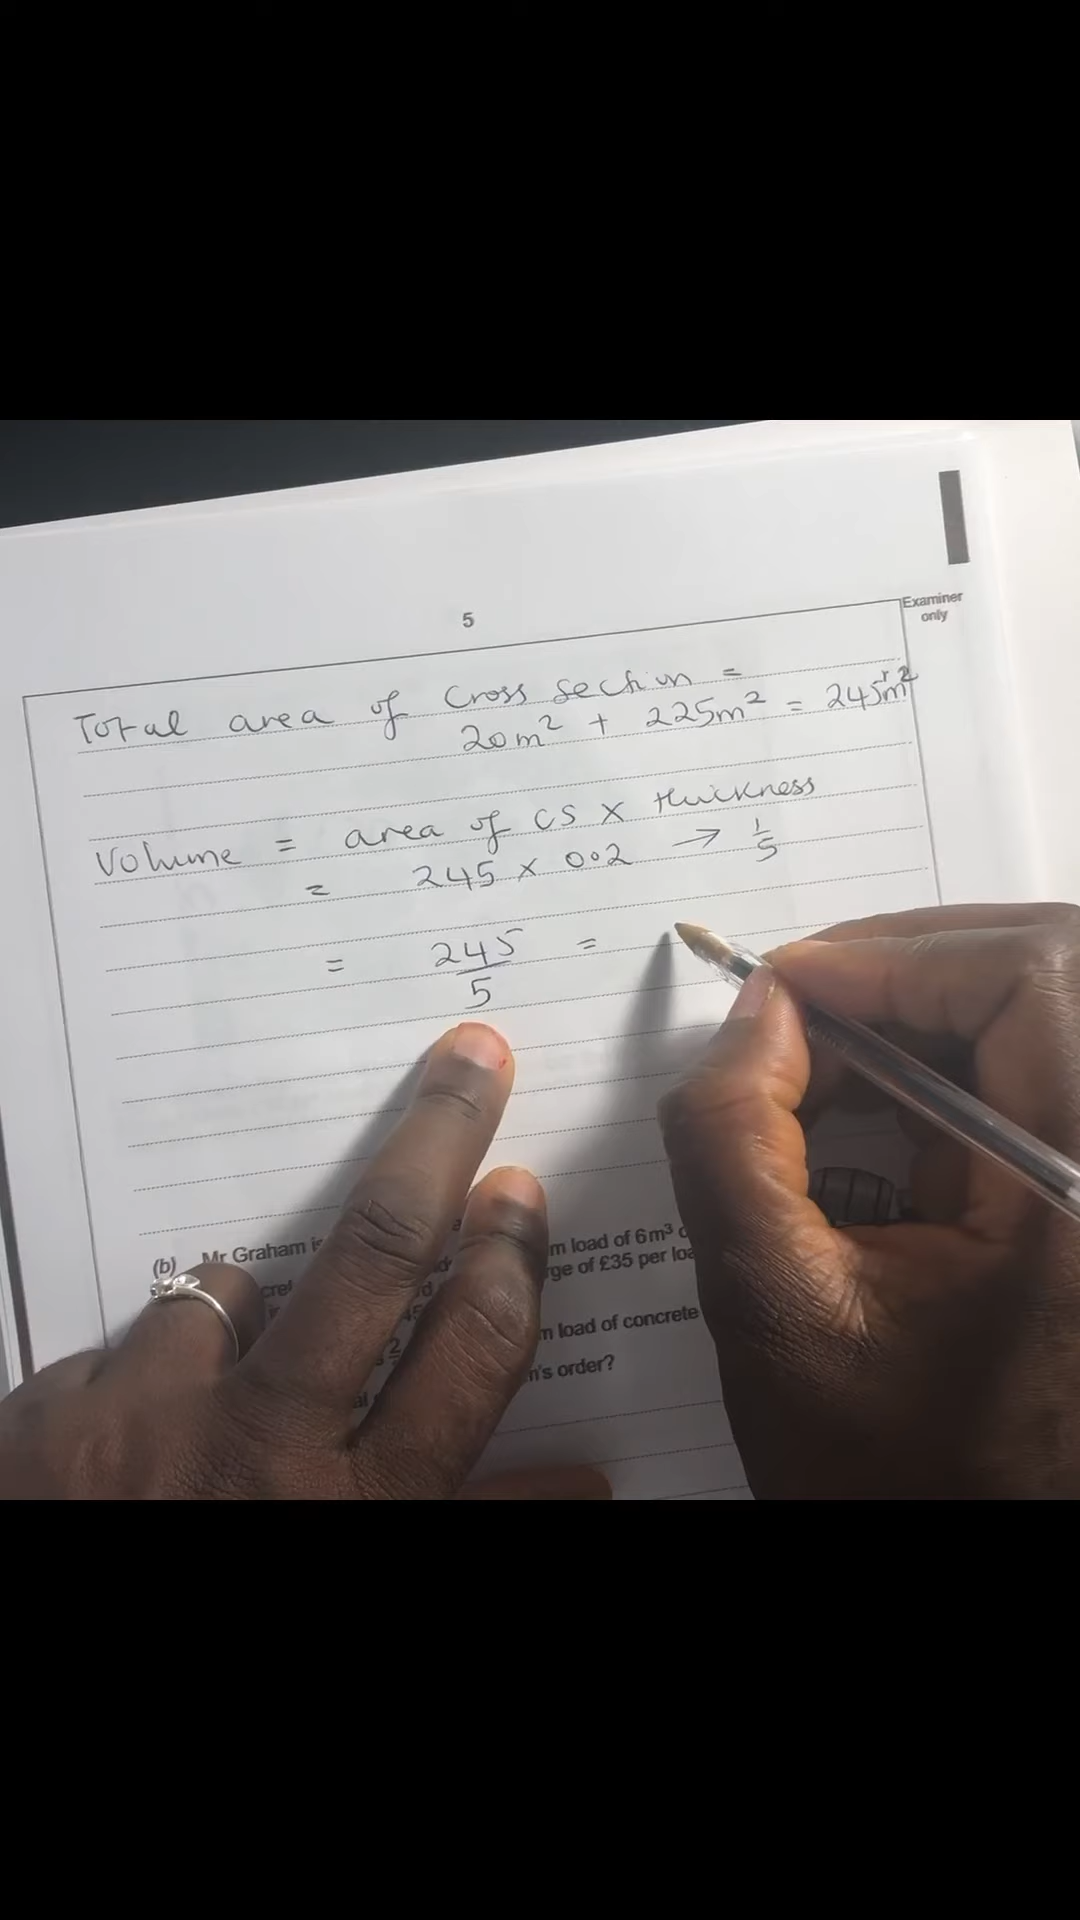 5
Examiner
only
Total area of cross section =
20m² + 225m² = 245m²
Volume = area of CS × thickness
= 245 × 0.2 → 1/5
= 245/5 =
(b) Mr Graham is m load of 6m³
rge of £35 per
m load of concrete
order?